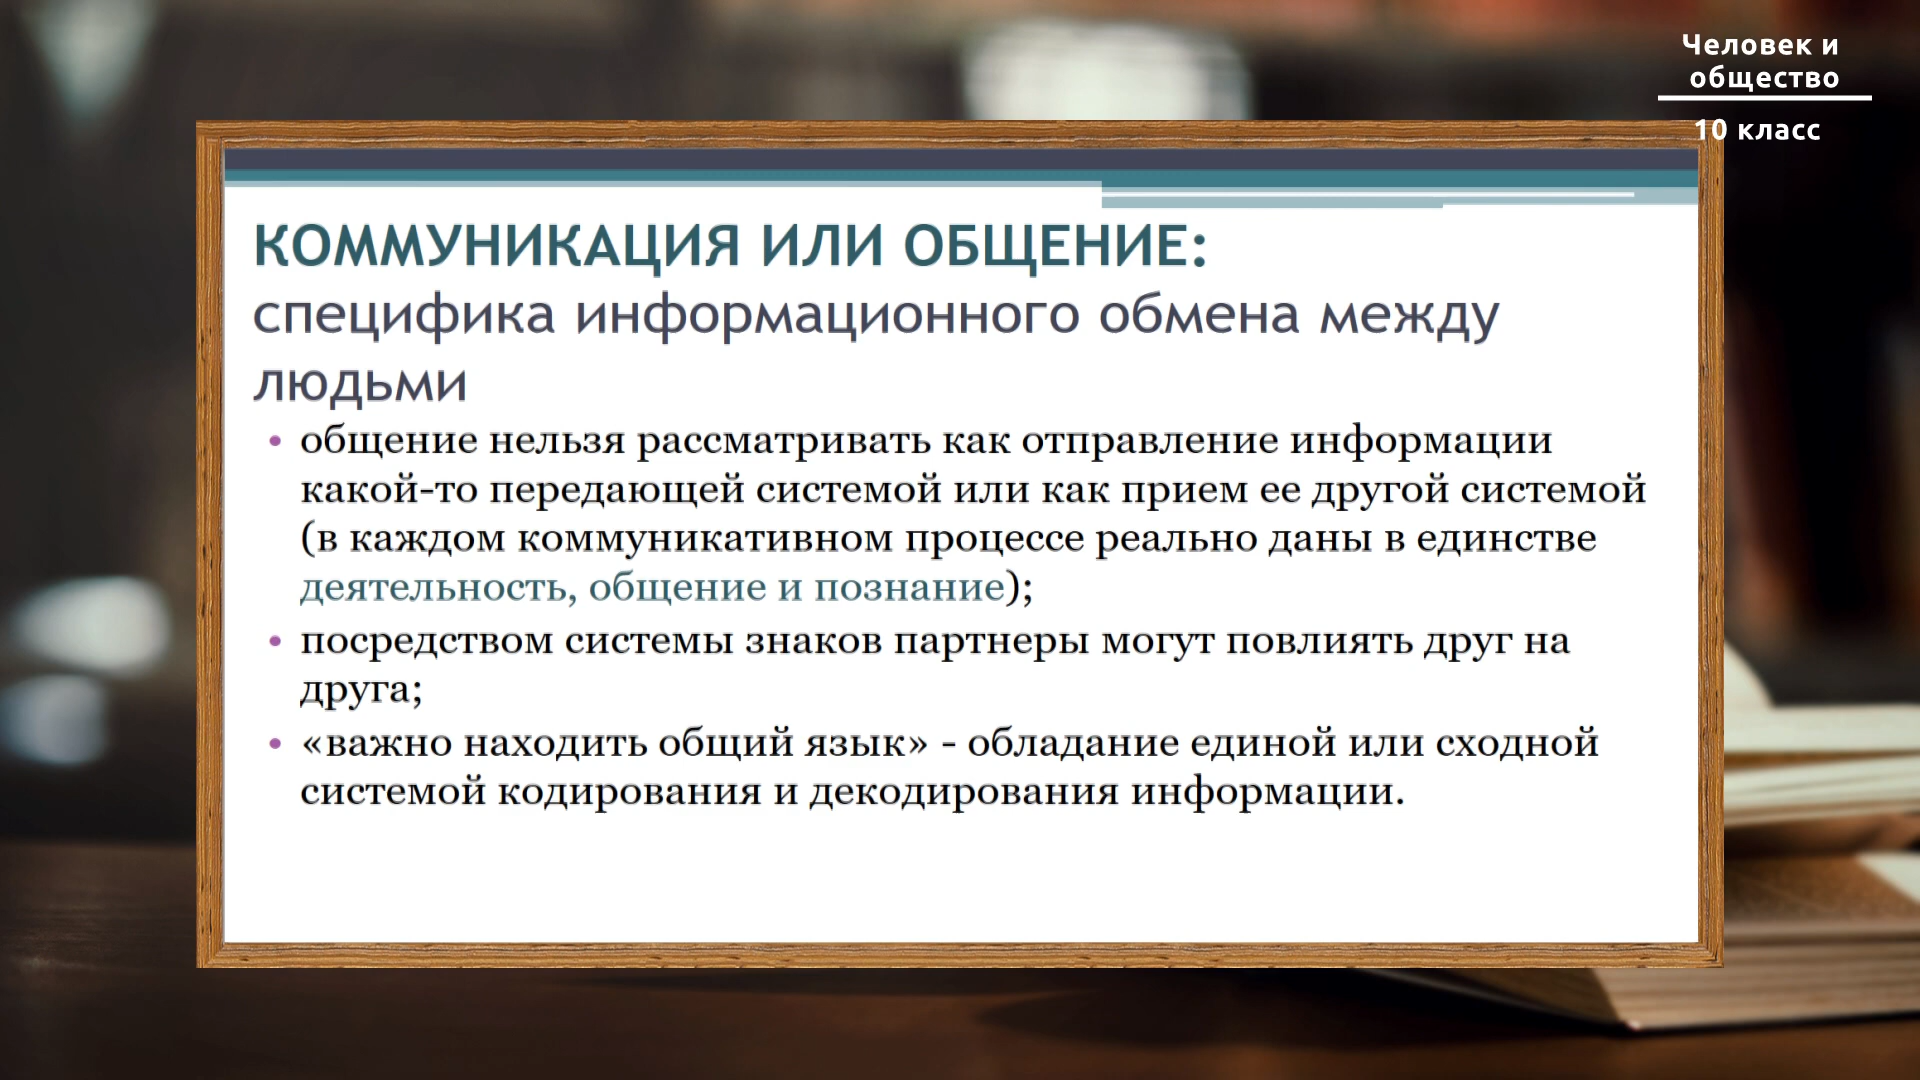 Человек и
общество
10 класс
КОММУНИКАЦИЯ ИЛИ ОБЩЕНИЕ:
специфика информационного обмена между
людьми
• общение нельзя рассматривать как отправление информации
какой-то передающей системой или как прием ее другой системой
(в каждом коммуникативном процессе реально даны в единстве
деятельность, общение и познание);
• посредством системы знаков партнеры могут повлиять друг на
друга;
• «важно находить общий язык» - обладание единой или сходной
системой кодирования и декодирования информации.